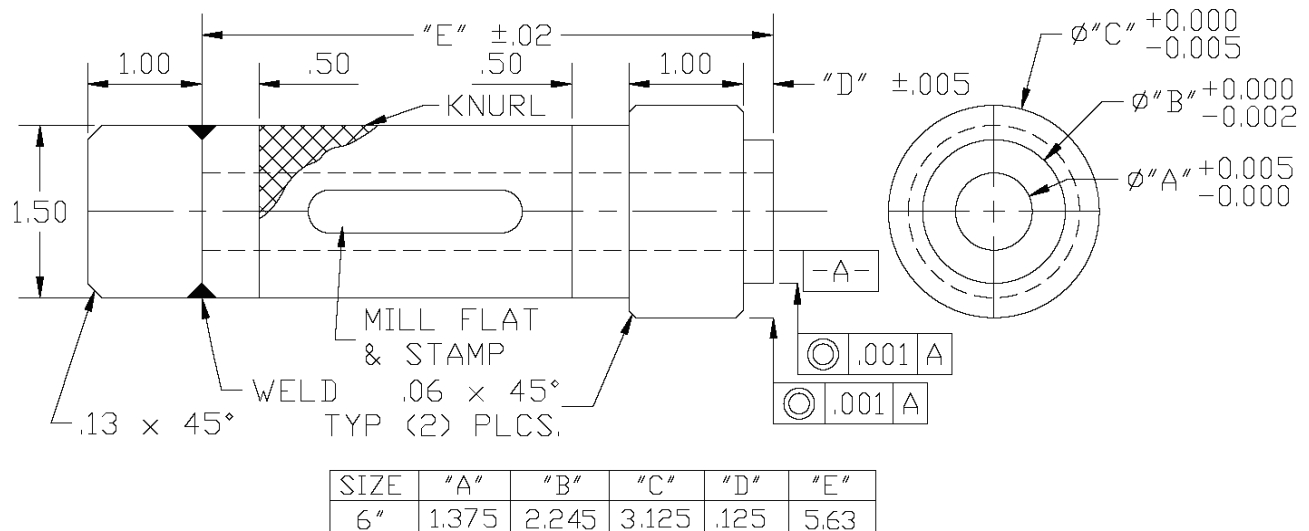 "E" ±.02
1.00
.50
.50
1.00
"D" ±.005
KNURL
1.50
Ø"C" +0.000
-0.005
Ø"B" +0.000
-0.002
Ø"A" +0.005
-0.000
-A-
MILL FLAT
& STAMP
◎ .001 A
WELD
.06 x 45°
TYP (2) PLCS.
◎ .001 A
.13 x 45°
SIZE "A" "B" "C" "D" "E"
6" 1.375 2.245 3.125 .125 5.63